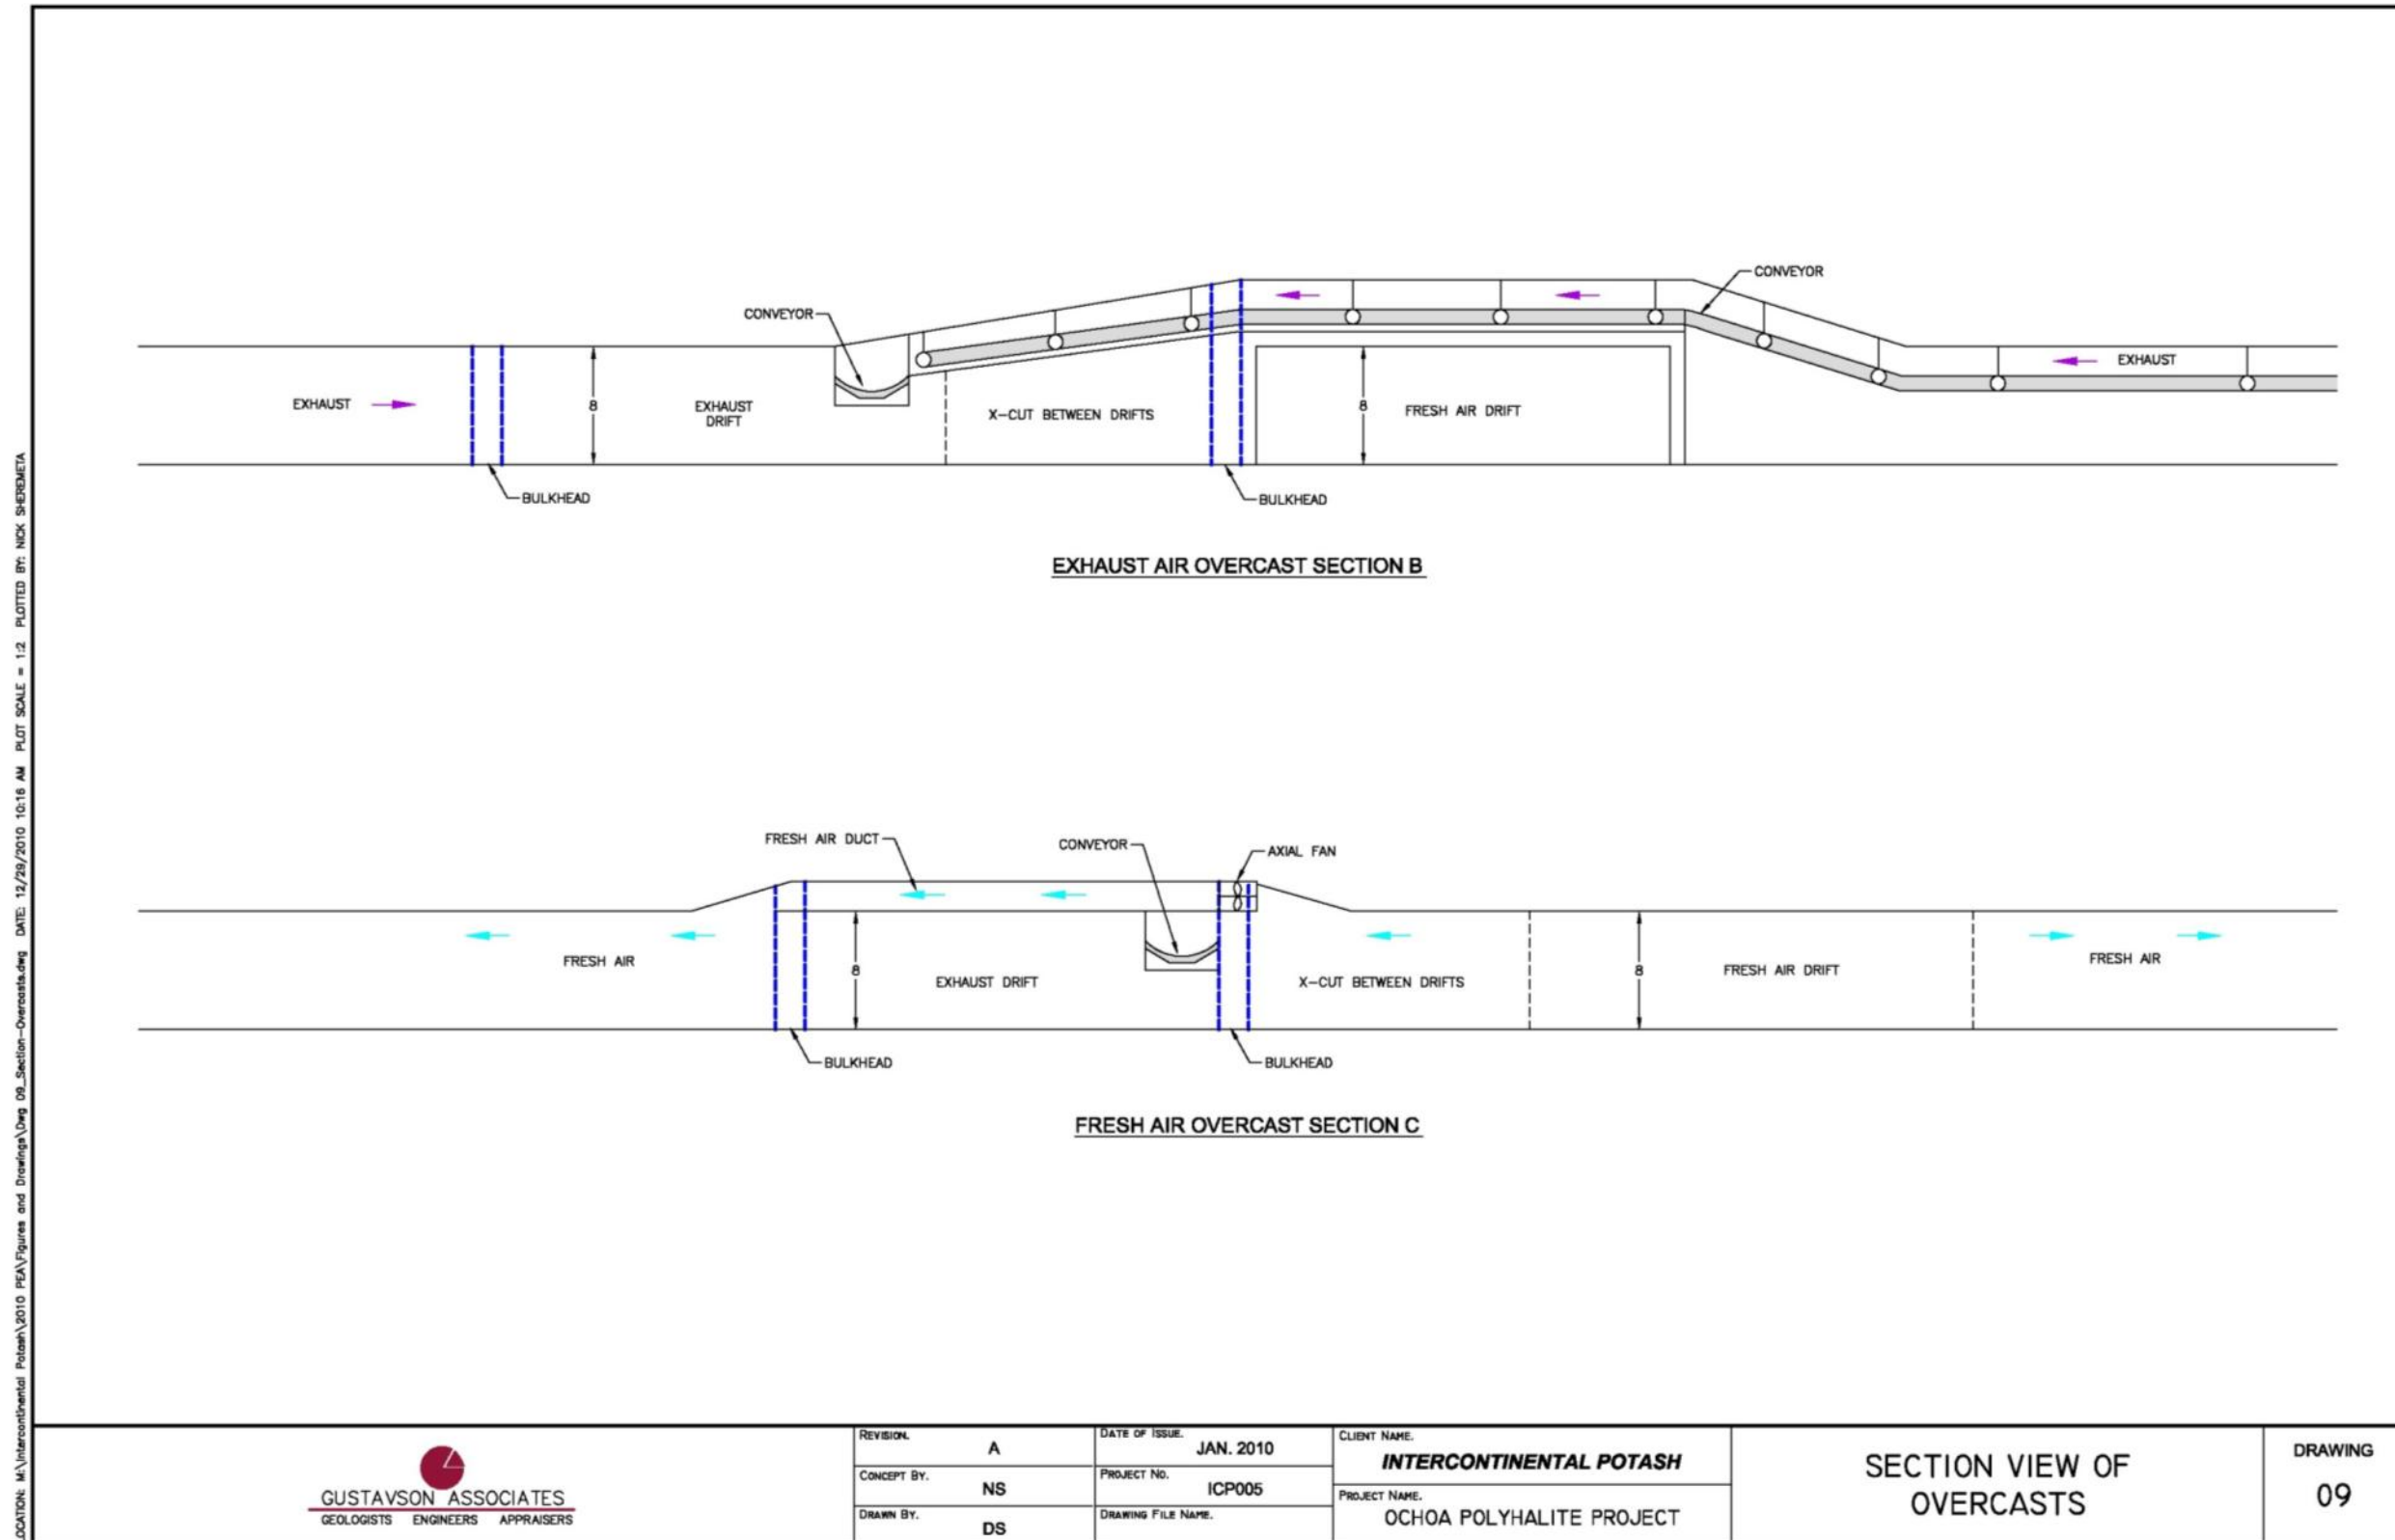 CONVEYOR
CONVEYOR
EXHAUST
EXHAUST
8
EXHAUST
DRIFT
X-CUT BETWEEN DRIFTS
8
FRESH AIR DRIFT
BULKHEAD
BULKHEAD
EXHAUST AIR OVERCAST SECTION B
FRESH AIR DUCT
CONVEYOR
AXIAL FAN
FRESH AIR
8
EXHAUST DRIFT
X-CUT BETWEEN DRIFTS
8
FRESH AIR DRIFT
FRESH AIR
BULKHEAD
BULKHEAD
FRESH AIR OVERCAST SECTION C
LOCATION: M:\Intercontinental Potash\2010 PEA\Figures and Drawings\Dwg 09_Section-Overcasts.dwg DATE: 12/29/2010 10:16 AM PLOT SCALE = 1:2 PLOTTED BY: NICK SHEREMETA
GUSTAVSON ASSOCIATES
GEOLOGISTS ENGINEERS APPRAISERS
REVISION.
A
CONCEPT BY.
NS
DRAWN BY.
DS
DATE OF ISSUE.
JAN. 2010
PROJECT NO.
ICP005
DRAWING FILE NAME.
CLIENT NAME.
INTERCONTINENTAL POTASH
PROJECT NAME.
OCHOA POLYHALITE PROJECT
SECTION VIEW OF
OVERCASTS
DRAWING
09